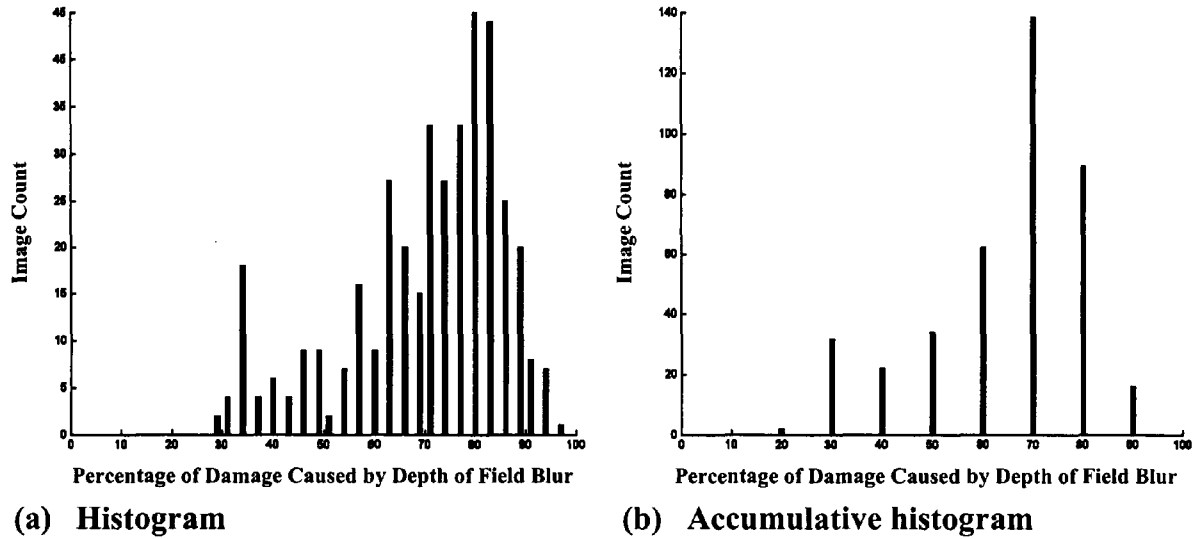 45
45
35
35
25
20
15
10
5
0
0 10 20 30 40 50 60 70 80 90 100
Image Count
Percentage of Damage Caused by Depth of Field Blur
(a) Histogram
140
120
100
80
60
40
20
0
0 10 20 30 40 50 60 70 80 90 100
Image Count
Percentage of Damage Caused by Depth of Field Blur
(b) Accumulative histogram